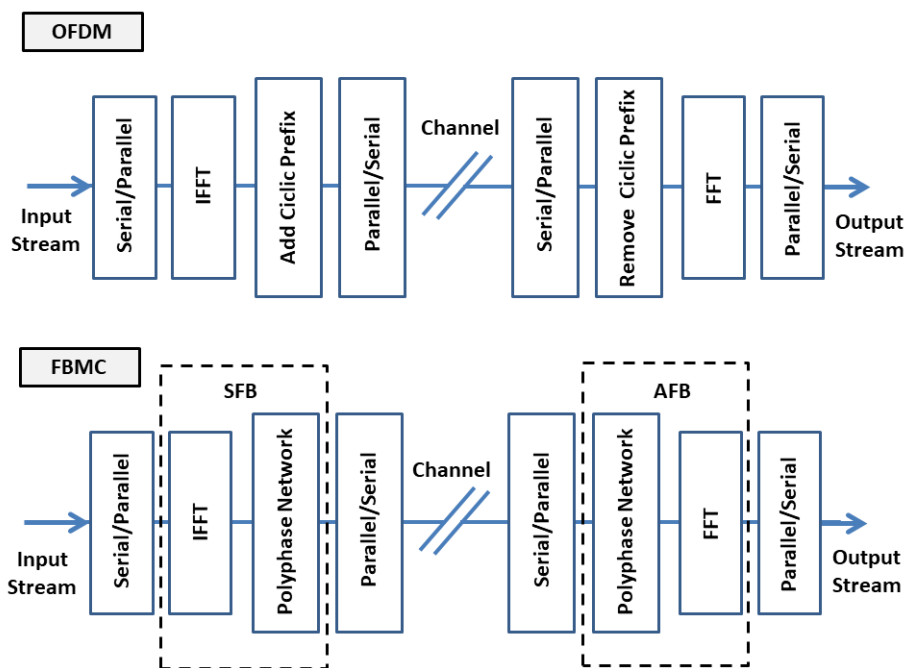 OFDM
Input
Stream
Serial/Parallel
IFFT
Add Ciclic Prefix
Parallel/Serial
Channel
Serial/Parallel
Remove Ciclic Prefix
FFT
Parallel/Serial
Output
Stream
FBMC
SFB
AFB
Input
Stream
Serial/Parallel
IFFT
Polyphase Network
Parallel/Serial
Channel
Serial/Parallel
Polyphase Network
FFT
Parallel/Serial
Output
Stream